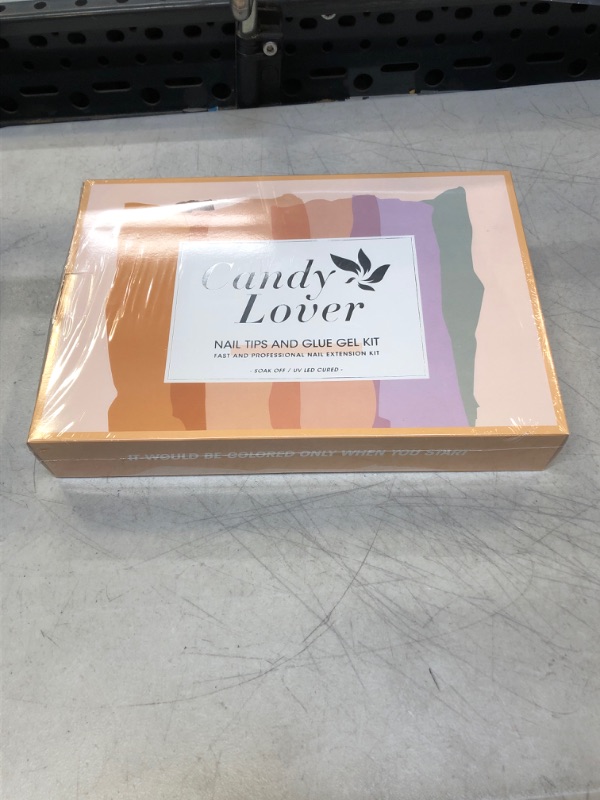 Candy
Lover
NAIL TIPS AND GLUE GEL KIT
FAST AND PROFESSIONAL NAIL EXTENSION KIT
- SOAK OFF / UV LED CURED -
IT WOULD BE COLORED ONLY WHEN YOU START